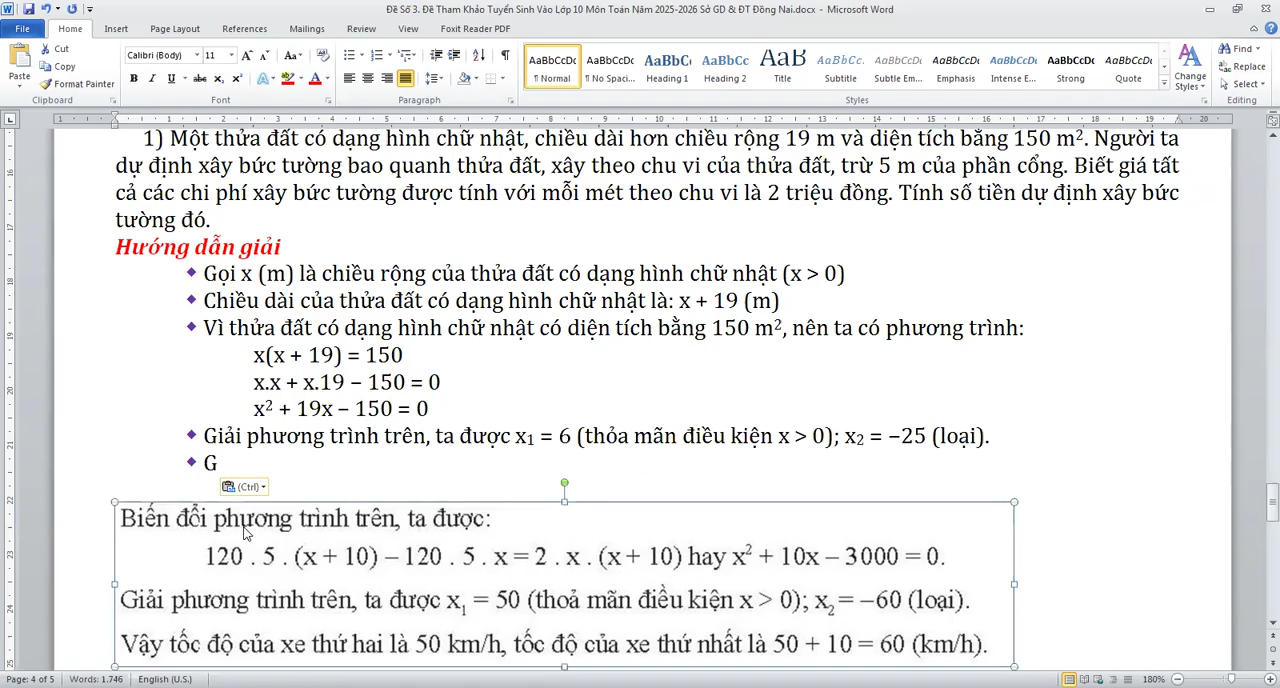 Đề Số 3. Đề Tham Khảo Tuyển Sinh Vào Lớp 10 Môn Toán Năm 2025-2026 Sở GD & ĐT Đồng Nai.docx - Microsoft Word
File Home Insert Page Layout References Mailings Review View Foxit Reader PDF
Paste Cut Copy Format Painter Clipboard
Calibri (Body) 11 Font
Paragraph
AaBbCcDc AaBbCcDc AaBbC AaBbCc AaB AaBbCc. AaBbCcDc AaBbCcDc AaBbCcDc AaBbCcDc AaBbCcDc
¶ Normal ¶ No Spaci... Heading 1 Heading 2 Title Subtitle Subtle Em... Emphasis Intense E... Strong Quote
Styles
Change Styles
Find Replace Select Editing
1) Một thửa đất có dạng hình chữ nhật, chiều dài hơn chiều rộng 19 m và diện tích bằng 150 m². Người ta
dự định xây bức tường bao quanh thửa đất, xây theo chu vi của thửa đất, trừ 5 m của phần cổng. Biết giá tất
cả các chi phí xây bức tường được tính với mỗi mét theo chu vi là 2 triệu đồng. Tính số tiền dự định xây bức
tường đó.
Hướng dẫn giải
Gọi x (m) là chiều rộng của thửa đất có dạng hình chữ nhật (x > 0)
Chiều dài của thửa đất có dạng hình chữ nhật là: x + 19 (m)
Vì thửa đất có dạng hình chữ nhật có diện tích bằng 150 m², nên ta có phương trình:
x(x + 19) = 150
x.x + x.19 − 150 = 0
x² + 19x − 150 = 0
Giải phương trình trên, ta được x₁ = 6 (thỏa mãn điều kiện x > 0); x₂ = −25 (loại).
G
(Ctrl)
Biến đổi phương trình trên, ta được:
120 . 5 . (x + 10) – 120 . 5 . x = 2 . x . (x + 10) hay x² + 10x – 3000 = 0.
Giải phương trình trên, ta được x₁ = 50 (thoả mãn điều kiện x > 0); x₂ = –60 (loại).
Vậy tốc độ của xe thứ hai là 50 km/h, tốc độ của xe thứ nhất là 50 + 10 = 60 (km/h).
Page: 4 of 5 Words: 1.746 English (U.S.) 180%